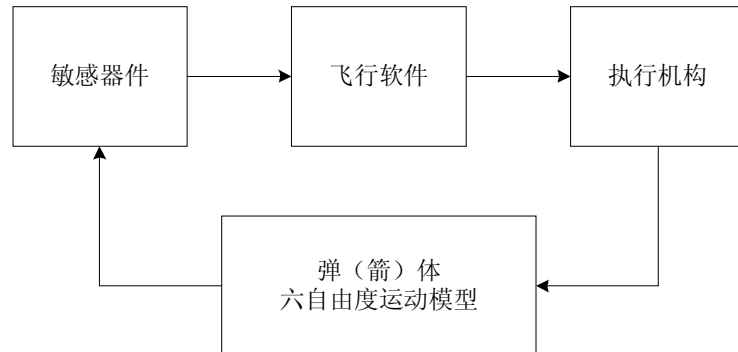 敏感器件
飞行软件
执行机构
弹（箭）体
六自由度运动模型